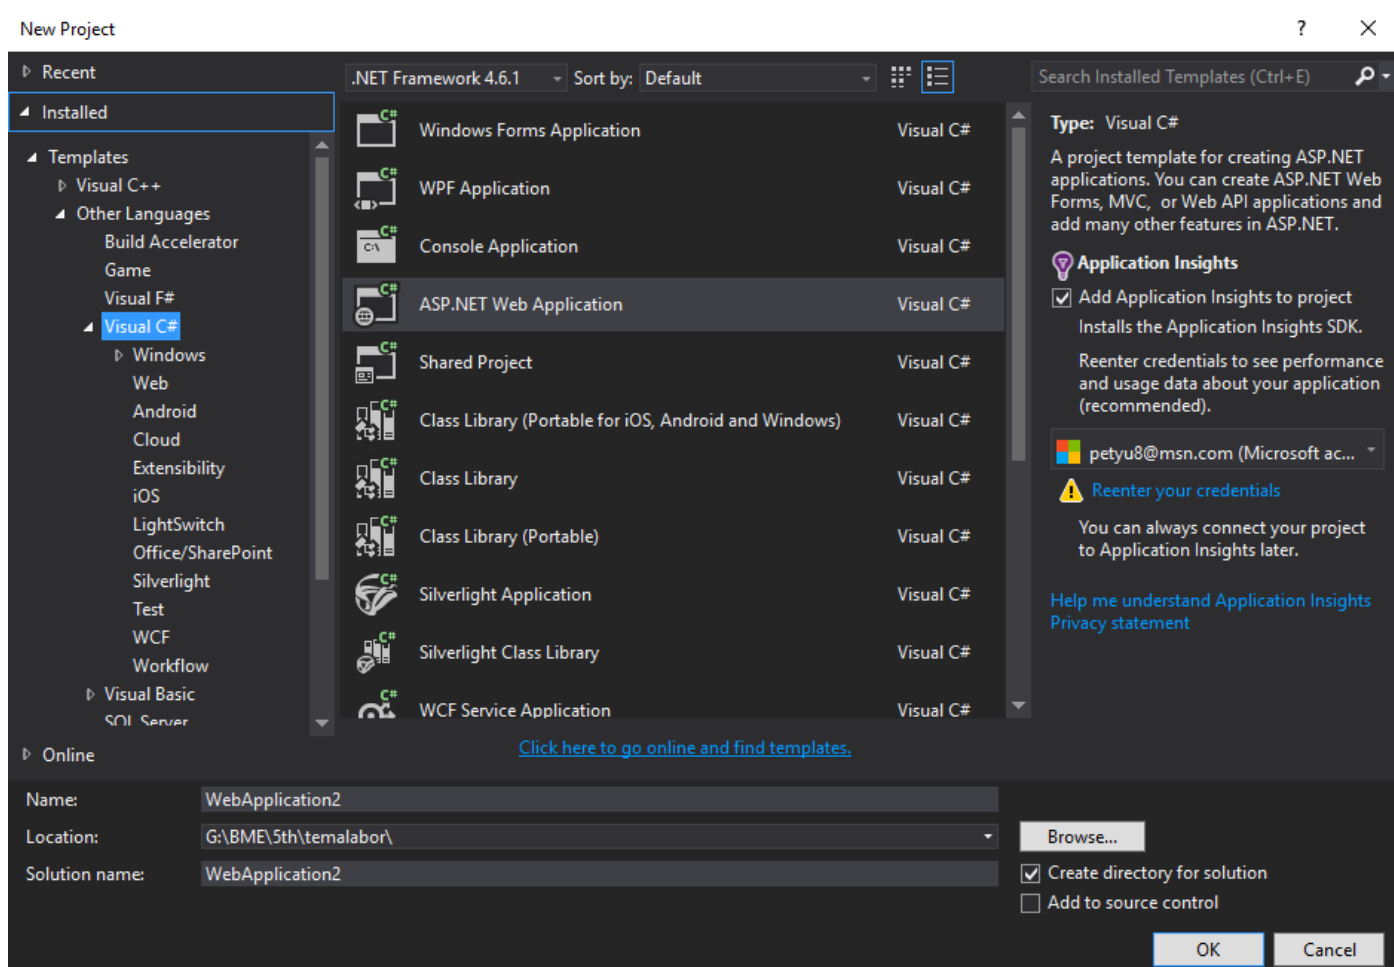 New Project
?
Recent
.NET Framework 4.6.1
Sort by: Default
Search Installed Templates (Ctrl+E)
Installed
Templates
Visual C++
Other Languages
Build Accelerator
Game
Visual F#
Visual C#
Windows
Web
Android
Cloud
Extensibility
iOS
LightSwitch
Office/SharePoint
Silverlight
Test
WCF
Workflow
Visual Basic
SQL Server
Online
C# Windows Forms Application Visual C#
C# WPF Application Visual C#
C# C:\ Console Application Visual C#
C# ASP.NET Web Application Visual C#
C# Shared Project Visual C#
C# Class Library (Portable for iOS, Android and Windows) Visual C#
C# Class Library Visual C#
C# Class Library (Portable) Visual C#
C# Silverlight Application Visual C#
C# Silverlight Class Library Visual C#
C# WCF Service Application Visual C#
Click here to go online and find templates.
Type: Visual C#
A project template for creating ASP.NET
applications. You can create ASP.NET Web
Forms, MVC, or Web API applications and
add many other features in ASP.NET.
Application Insights
Add Application Insights to project
Installs the Application Insights SDK.
Reenter credentials to see performance
and usage data about your application
(recommended).
petyu8@msn.com (Microsoft ac...
Reenter your credentials
You can always connect your project
to Application Insights later.
Help me understand Application Insights
Privacy statement
Name: WebApplication2
Location: G:\BME\5th\temalabor\
Browse...
Solution name: WebApplication2
Create directory for solution
Add to source control
OK
Cancel